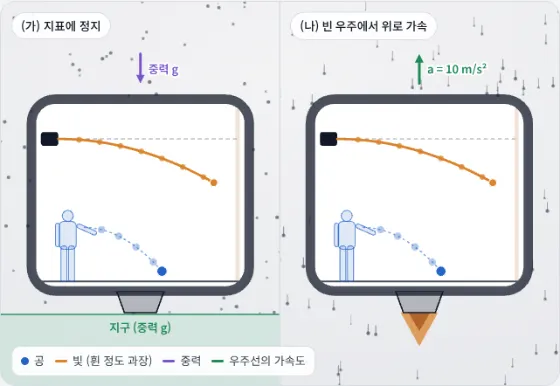 (가) 지표에 정지
중력 g
(나) 빈 우주에서 위로 가속
a = 10 m/s²
지구 (중력 g)
공
빛 (휜 정도 과장)
중력
우주선의 가속도